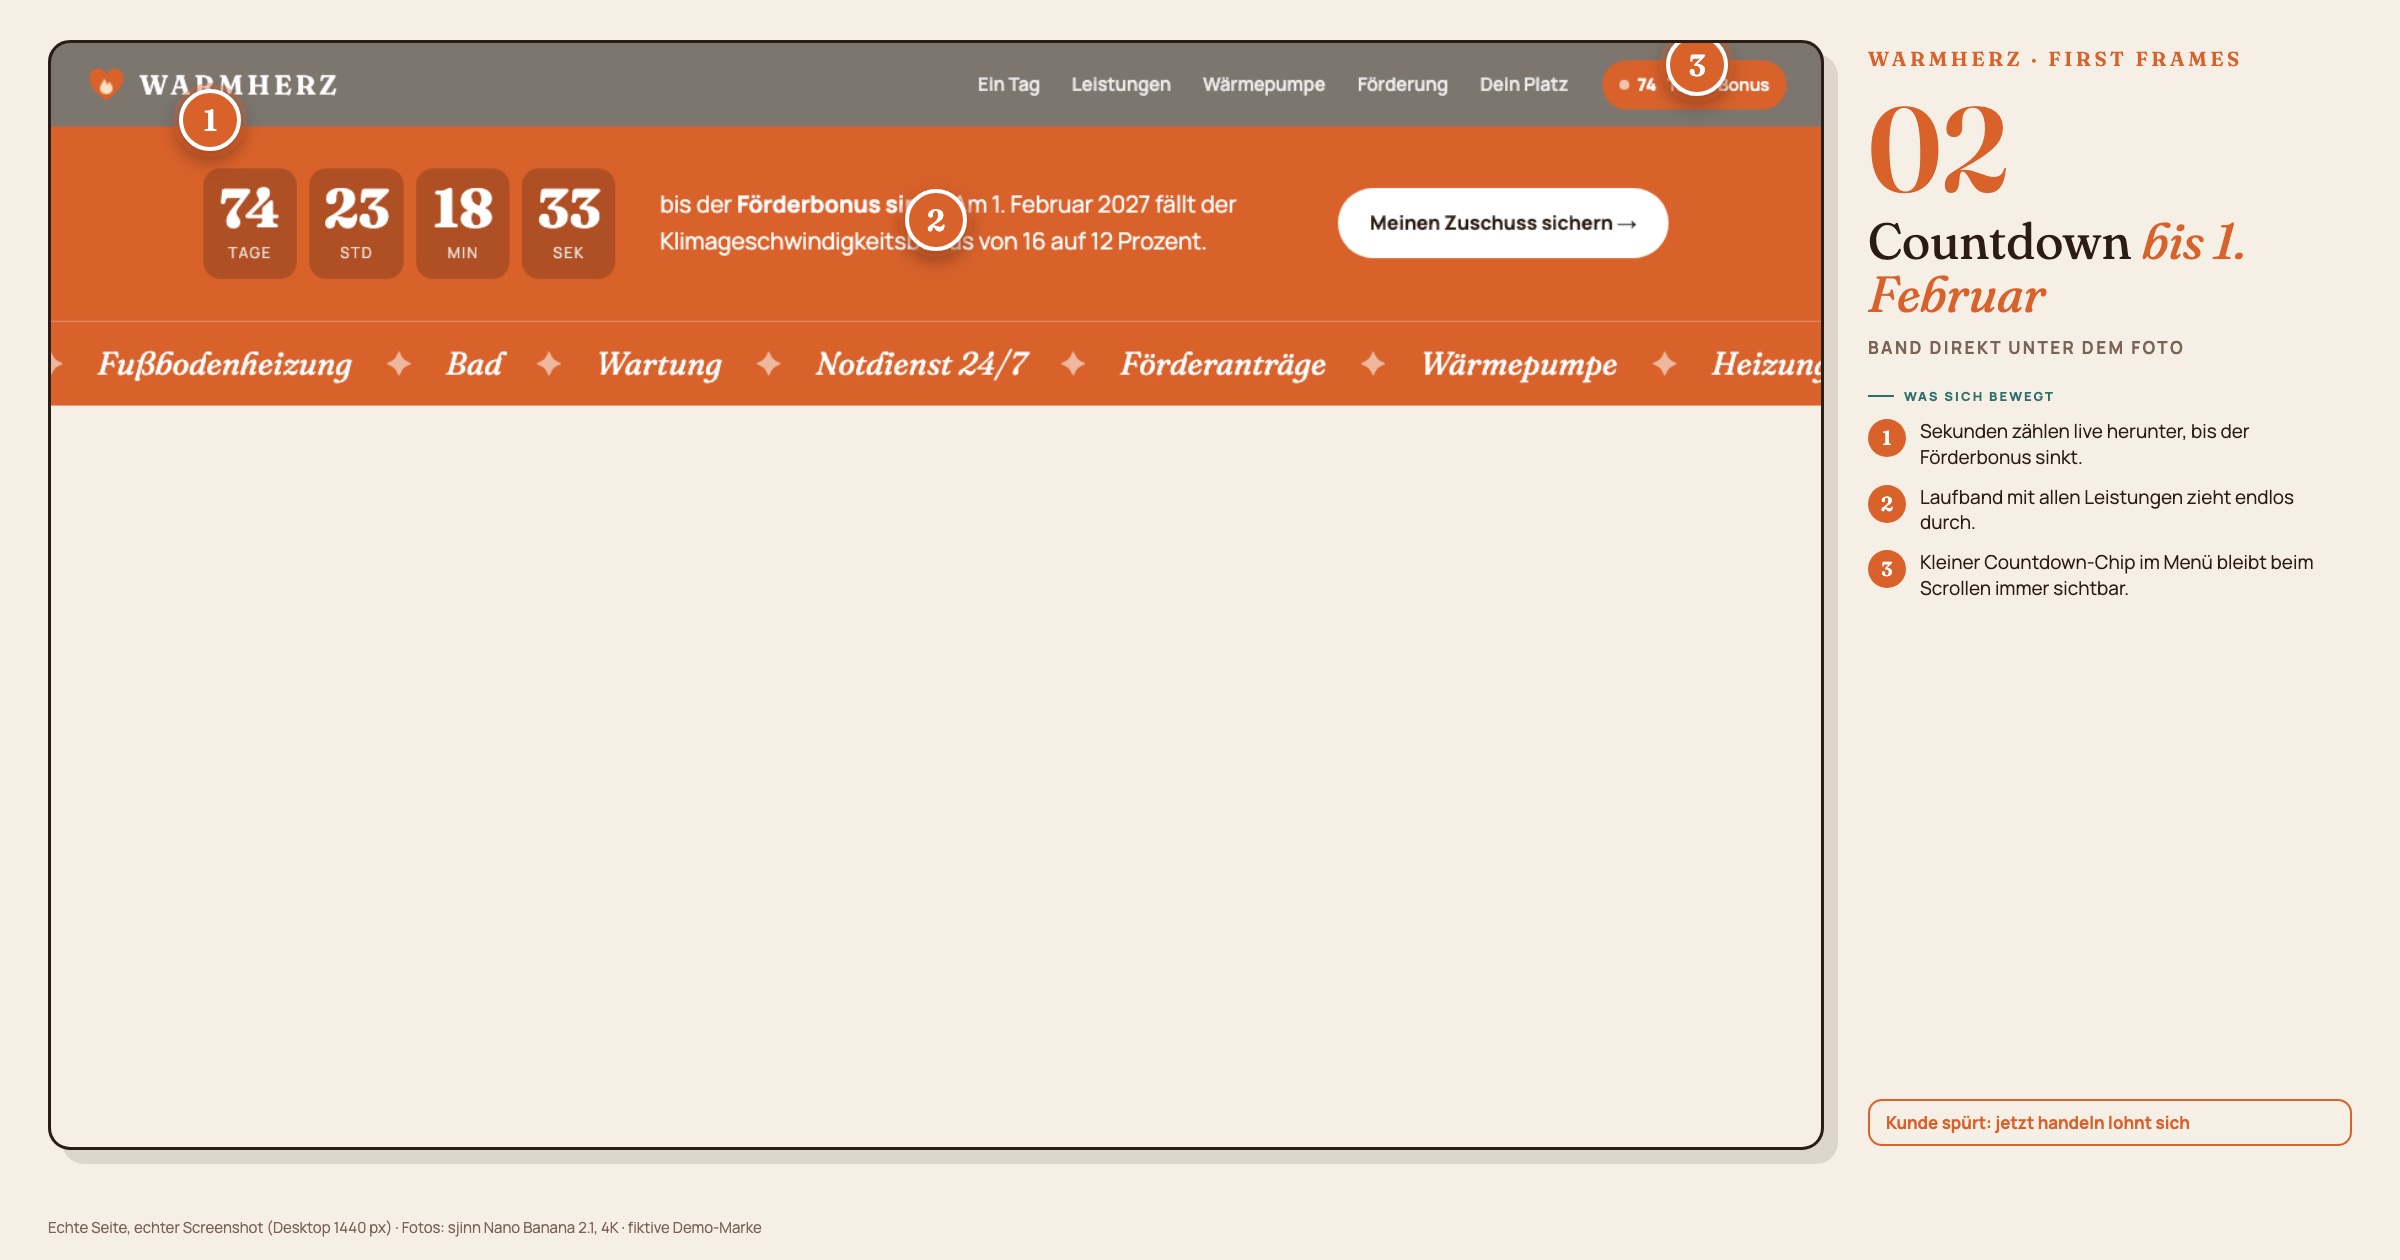 WARMHERZ
Ein Tag Leistungen Wärmepumpe Förderung Dein Platz 74 Bonus
3
1
74 23 18 33
TAGE STD MIN SEK
bis der Förderbonus Am 1. Februar 2027 fällt der
von 16 auf 12 Prozent.
2
Meinen Zuschuss sichern →
Fußbodenheizung ✦ Bad ✦ Wartung ✦ Notdienst 24/7 ✦ Förderanträge ✦ Wärmepumpe ✦ Heizung
WARMHERZ · FIRST FRAMES
02
Countdown bis 1.
Februar
BAND DIREKT UNTER DEM FOTO
WAS SICH BEWEGT
1 Sekunden zählen live herunter, bis der
Förderbonus sinkt.
2 Laufband mit allen Leistungen zieht endlos
durch.
3 Kleiner Countdown-Chip im Menü bleibt beim
Scrollen immer sichtbar.
Kunde spürt: jetzt handeln lohnt sich
Echte Seite, echter Screenshot (Desktop 1440 px) · Fotos: sjinn Nano Banana 2.1, 4K · fiktive Demo-Marke